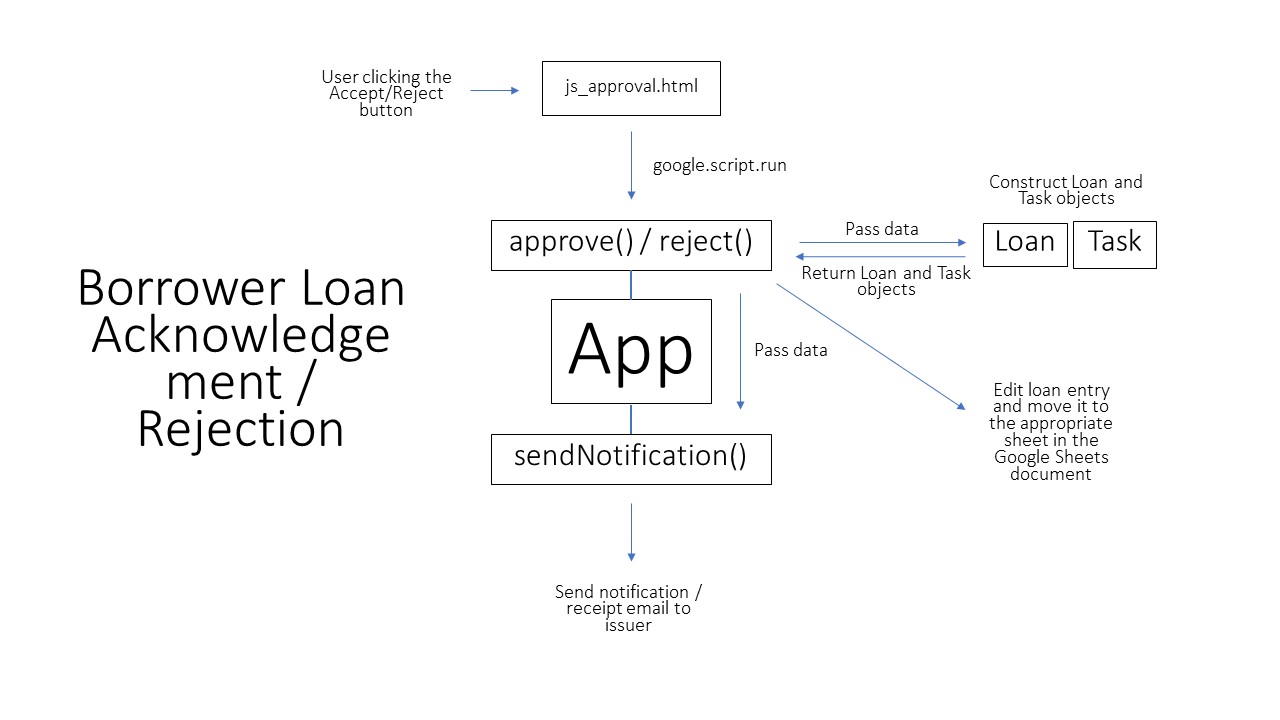 User clicking the
Accept/Reject
button
js_approval.html
google.script.run
Construct Loan and
Task objects
approve() / reject()
Pass data
Loan
Task
Return Loan and Task
objects
Borrower Loan
Acknowledge
ment /
Rejection
App
Pass data
Edit loan entry
and move it to
the appropriate
sheet in the
Google Sheets
document
sendNotification()
Send notification /
receipt email to
issuer